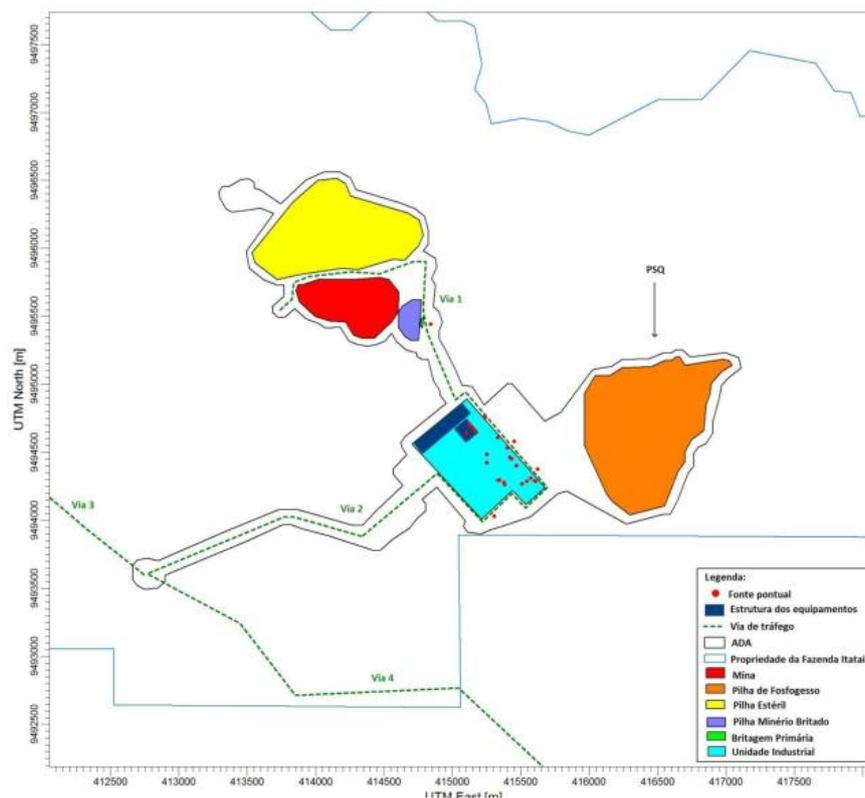 UTM North [m]
9497500
9497000
9496500
9496000
9495500
9495000
9494500
9494000
9493500
9493000
9492500
PSQ
Via 1
Via 2
Via 3
Via 4
Legenda:
Fonte pontual
Estrutura dos equipamentos
Via de tráfego
ADA
Propriedade da Fazenda Itatai
Mina
Pilha de Fosfogesso
Pilha Estéril
Pilha Minério Britado
Britagem Primária
Unidade Industrial
412500 413000 413500 414000 414500 415000 415500 416000 416500 417000 417500
UTM East [m]